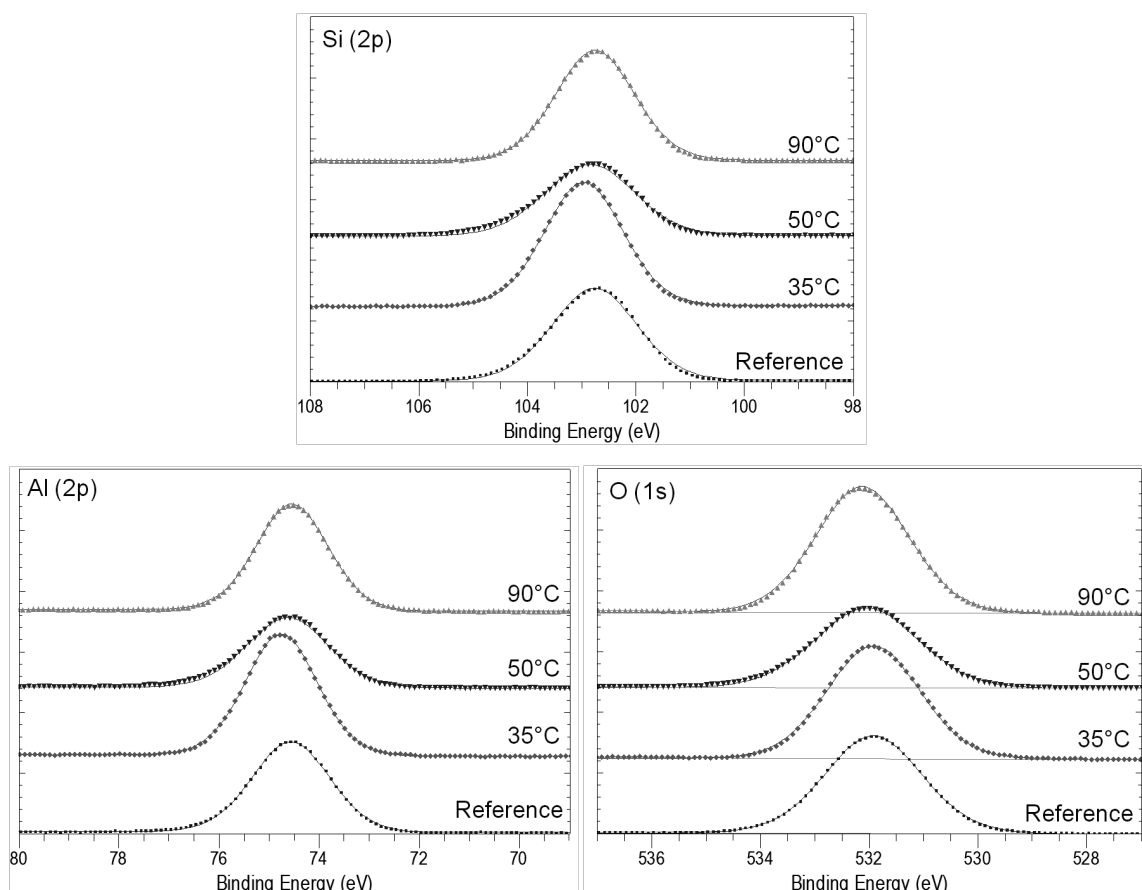 Si (2p)
90°C
50°C
35°C
Reference
108 106 104 102 100 98
Binding Energy (eV)
Al (2p)
90°C
50°C
35°C
Reference
80 78 76 74 72 70
Binding Energy (eV)
O (1s)
90°C
50°C
35°C
Reference
536 534 532 530 528
Binding Energy (eV)